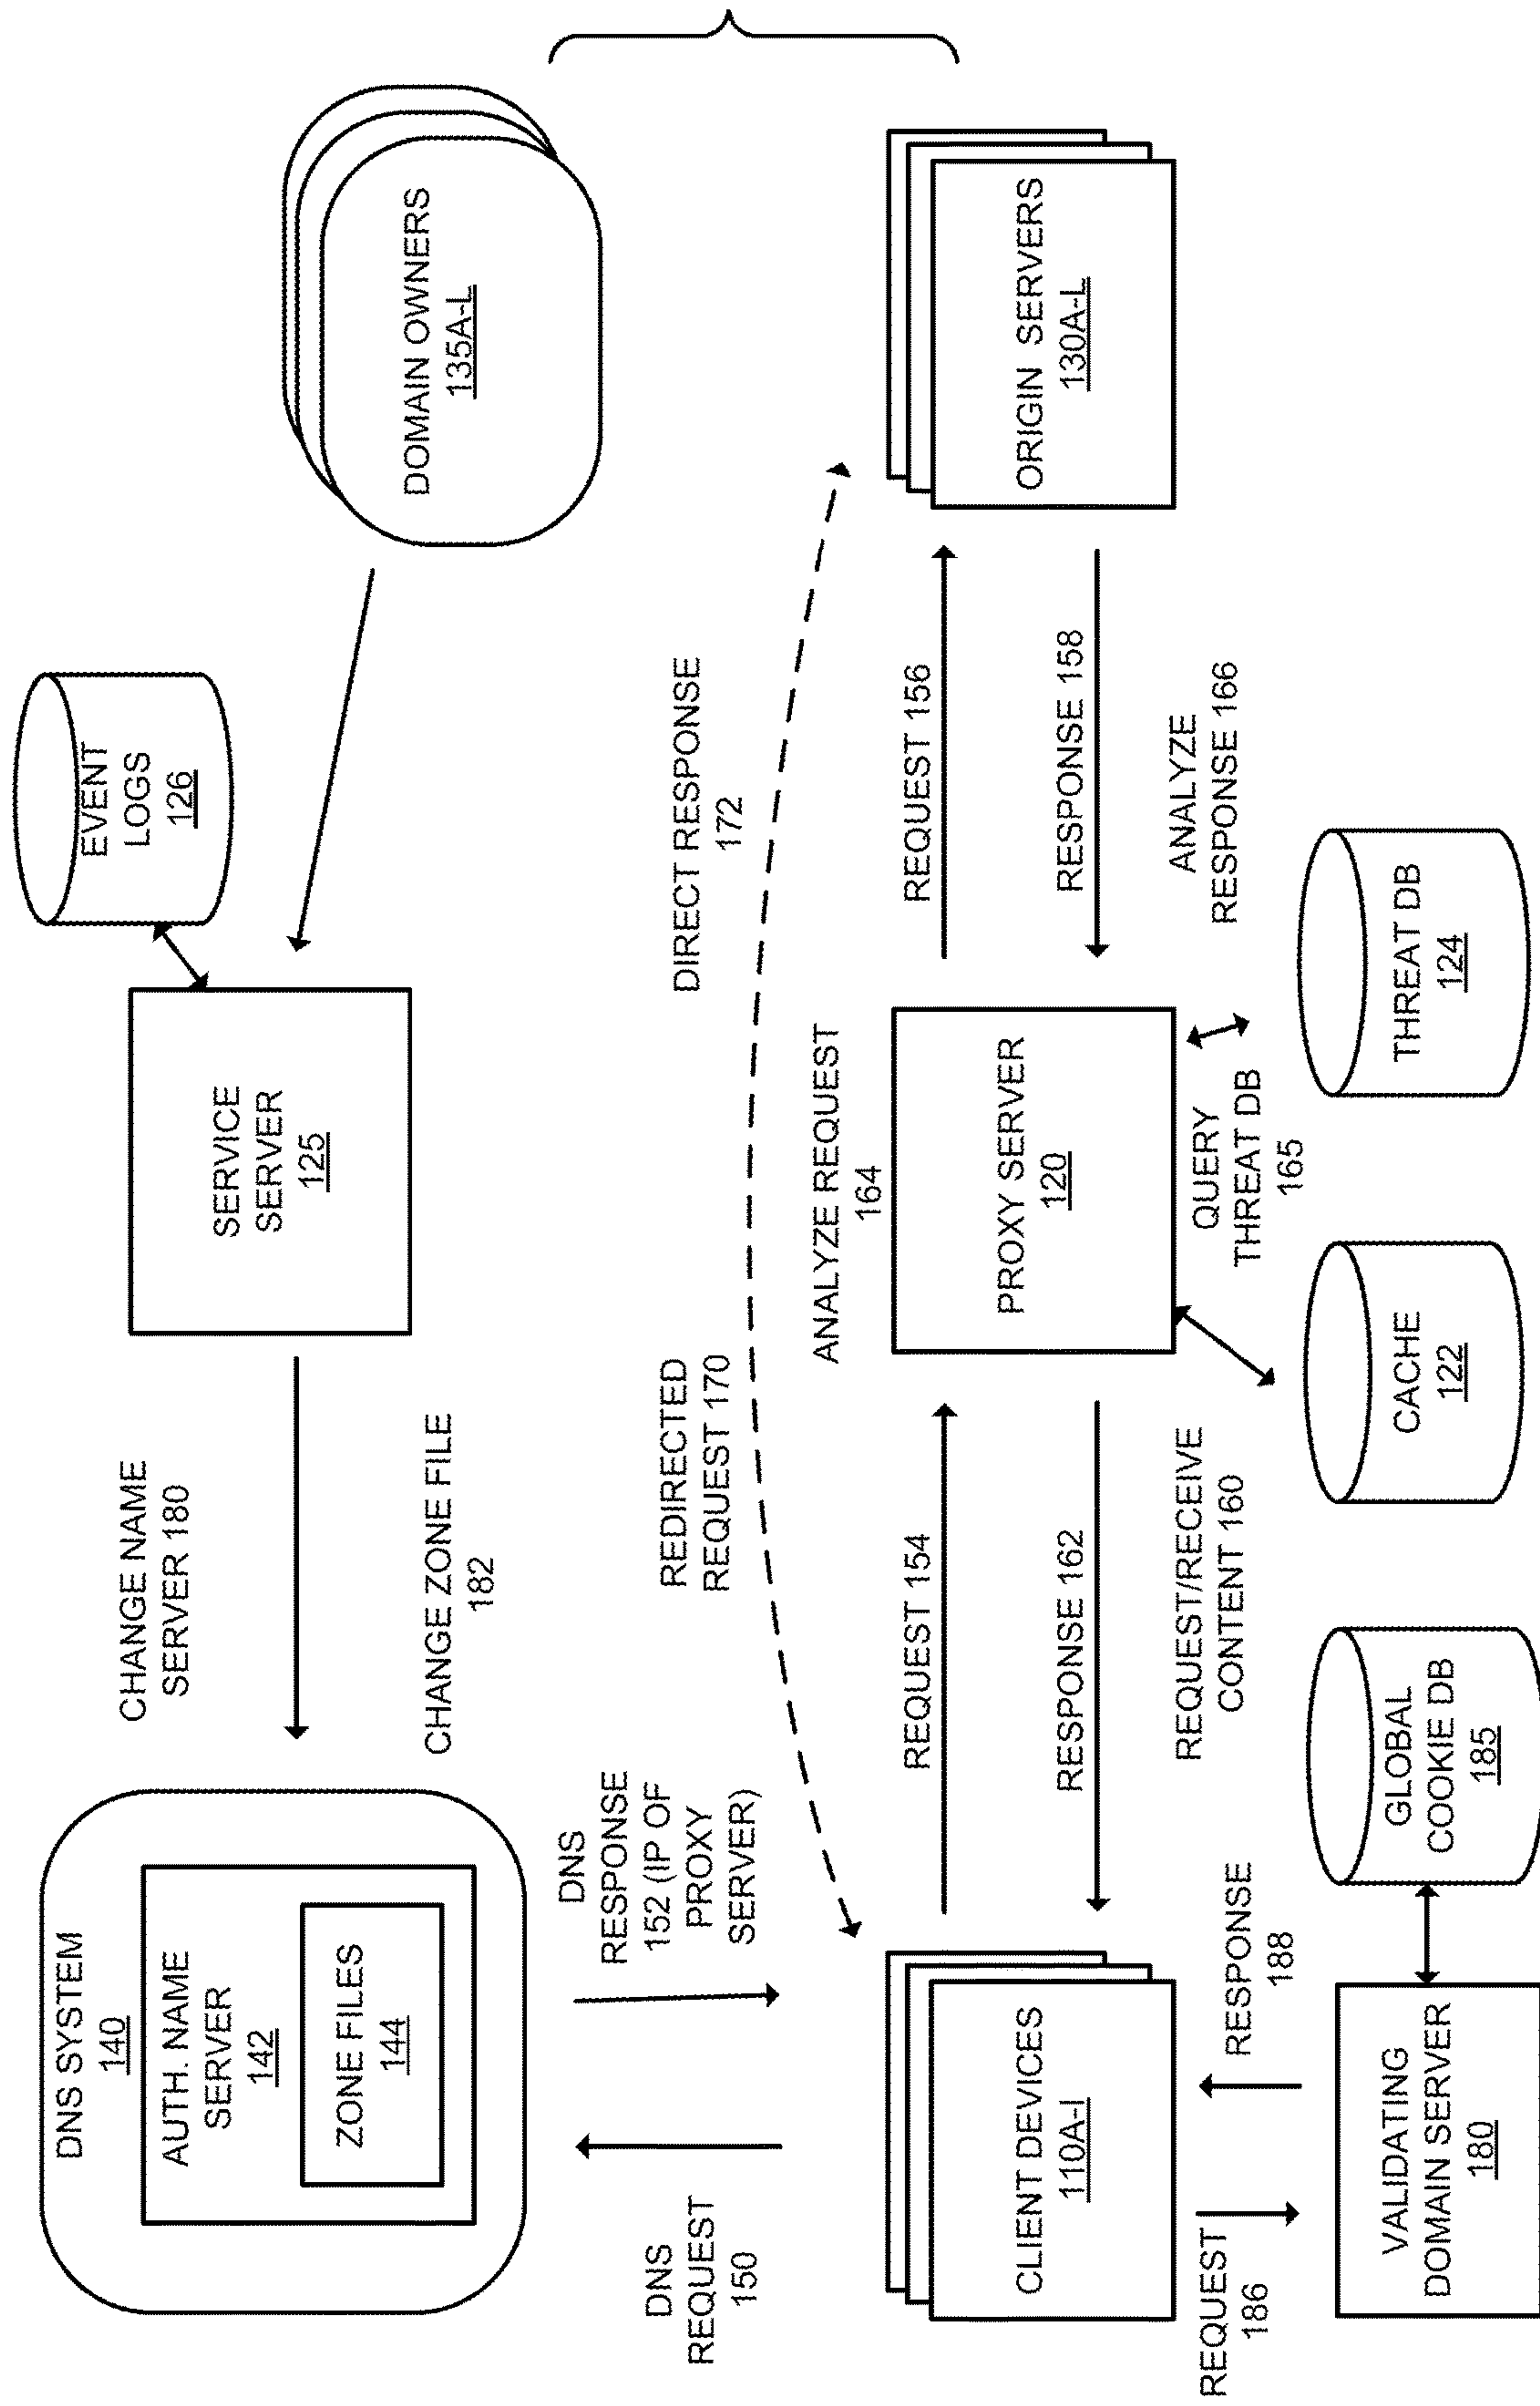 DNS SYSTEM
140
AUTH. NAME
SERVER
142
ZONE FILES
144
CHANGE NAME
SERVER 180
CHANGE ZONE FILE
182
SERVICE
SERVER
125
EVENT
LOGS
126
DOMAIN OWNERS
135A-L
DNS
REQUEST
150
DNS
RESPONSE
152 (IP OF
PROXY
SERVER)
REDIRECTED
REQUEST 170
DIRECT RESPONSE
172
CLIENT DEVICES
110A-I
REQUEST 154
RESPONSE 162
REQUEST/RECEIVE
CONTENT 160
ANALYZE REQUEST
164
PROXY SERVER
120
QUERY
THREAT DB
165
REQUEST 156
RESPONSE 158
ANALYZE
RESPONSE 166
ORIGIN SERVERS
130A-L
REQUEST
186
RESPONSE
188
VALIDATING
DOMAIN SERVER
180
GLOBAL
COOKIE DB
185
CACHE
122
THREAT DB
124